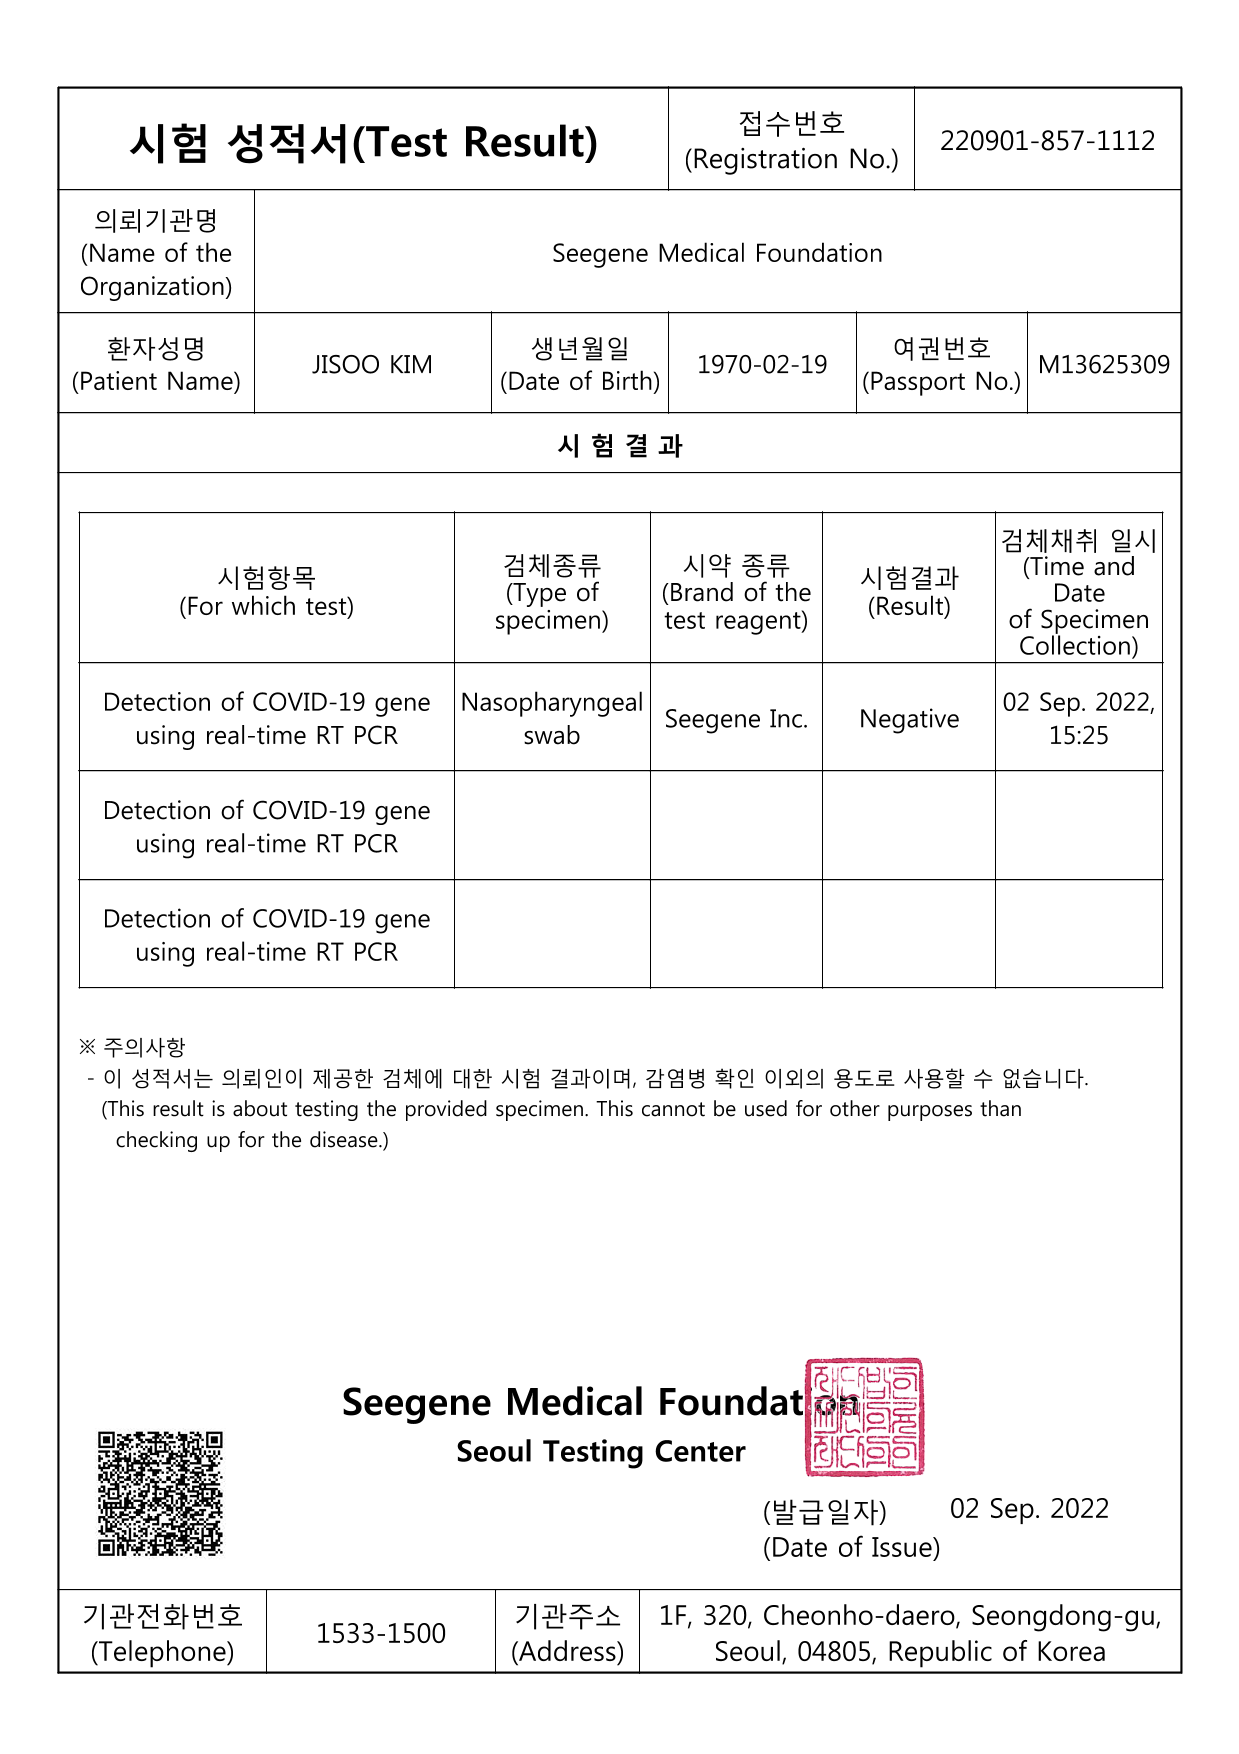 시험 성적서(Test Result)
접수번호
(Registration No.)
220901-857-1112
의뢰기관명
(Name of the
Organization)
Seegene Medical Foundation
환자성명
(Patient Name)
JISOO KIM
생년월일
(Date of Birth)
1970-02-19
여권번호
(Passport No.)
M13625309
시 험 결 과
시험항목
(For which test)
검체종류
(Type of
specimen)
시약 종류
(Brand of the
test reagent)
시험결과
(Result)
검체채취 일시
(Time and
Date
of Specimen
Collection)
Detection of COVID-19 gene
using real-time RT PCR
Nasopharyngeal
swab
Seegene Inc.
Negative
02 Sep. 2022,
15:25
Detection of COVID-19 gene
using real-time RT PCR
Detection of COVID-19 gene
using real-time RT PCR
※ 주의사항
- 이 성적서는 의뢰인이 제공한 검체에 대한 시험 결과이며, 감염병 확인 이외의 용도로 사용할 수 없습니다.
(This result is about testing the provided specimen. This cannot be used for other purposes than
checking up for the disease.)
Seegene Medical Foundation
Seoul Testing Center
(발급일자)
(Date of Issue)
02 Sep. 2022
기관전화번호
(Telephone)
1533-1500
기관주소
(Address)
1F, 320, Cheonho-daero, Seongdong-gu,
Seoul, 04805, Republic of Korea